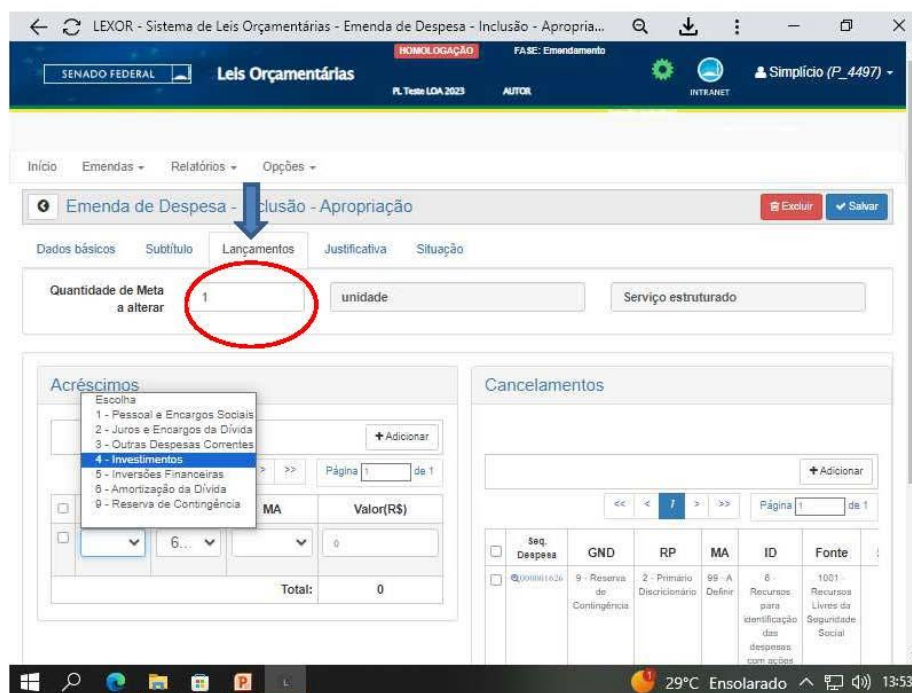 LEXOR - Sistema de Leis Orçamentárias - Emenda de Despesa - Inclusão - Apropria...
HOMOLOGAÇÃO FASE: Emendamento
SENADO FEDERAL Leis Orçamentárias
INTRANET
Simplício (P_4497)
PL Teste LOA 2023 AUTOR
Início Emendas Relatórios Opções
Emenda de Despesa - clusão - Apropriação Excluir Salvar
Dados básicos Subtítulo Lançamentos Justificativa Situação
Quantidade de Meta a alterar
1 unidade Serviço estruturado
Acréscimos
Escolha
1 - Pessoal e Encargos Sociais
2 - Juros e Encargos da Dívida
3 - Outras Despesas Correntes
4 - Investimentos
5 - Inversões Financeiras
6 - Amortização da Dívida
9 - Reserva de Contingência
+ Adicionar
> >> Página 1 de 1
MA Valor(R$)
6... 0
Total: 0
Cancelamentos
+ Adicionar
<< < 1 > >> Página 1 de 1
Seq. Despesa GND RP MA ID Fonte
000001626 9 - Reserva de Contingência 2 - Primário Discricionário 99 - A Definir 6 - Recursos para identificação das despesas com ações 1001 - Recursos Livres da Seguridade Social
29°C Ensolarado 13:53